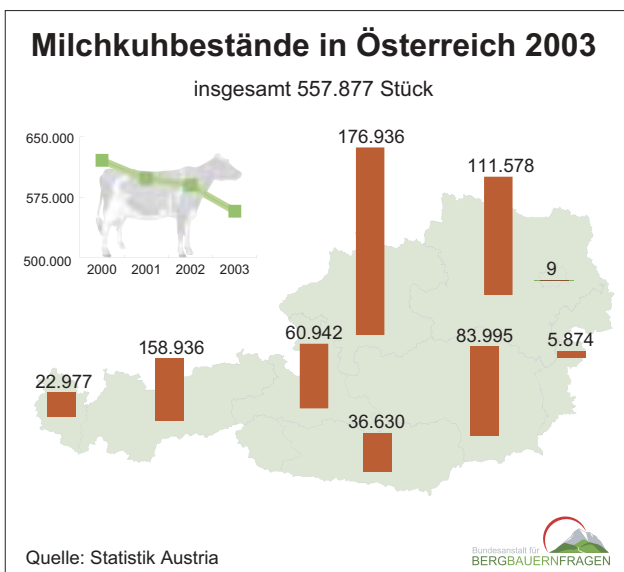 Milchkuhbestände in Österreich 2003
insgesamt 557.877 Stück
650.000
575.000
500.000
2000 2001 2002 2003
176.936
111.578
9
60.942
83.995
5.874
158.936
22.977
36.630
Quelle: Statistik Austria
Bundesanstalt für
BERGBAUERNFRAGEN